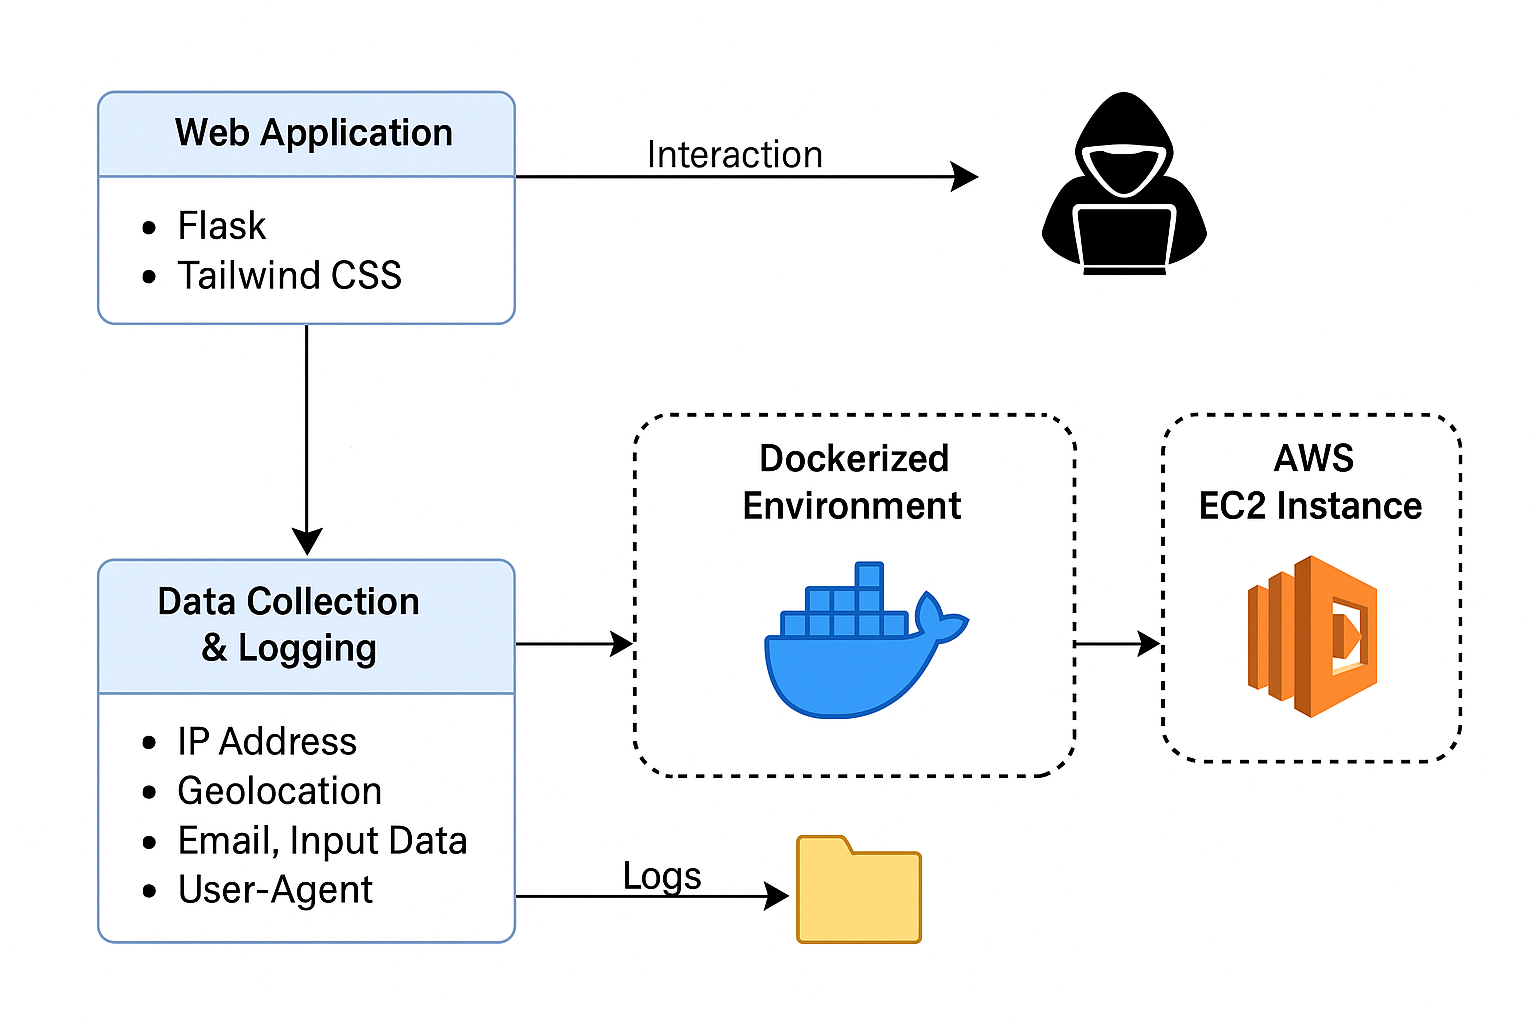 Web Application
• Flask
• Tailwind CSS
Interaction
Data Collection
& Logging
• IP Address
• Geolocation
• Email, Input Data
• User-Agent
Dockerized
Environment
AWS
EC2 Instance
Logs